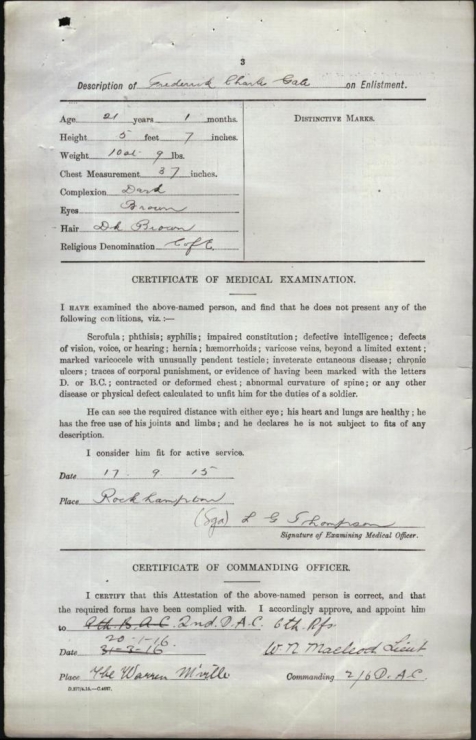 3
Description of Frederick Charles Gate on Enlistment.
Age 21 years 1 months.
Height 5 feet 7 inches.
Weight 10st 9 lbs.
Chest Measurement 37 inches.
Complexion Dark
Eyes Brown
Hair Dk Brown
Religious Denomination C of E.
DISTINCTIVE MARKS.
CERTIFICATE OF MEDICAL EXAMINATION.
I HAVE examined the above-named person, and find that he does not present any of the
following conditions, viz.:—
Scrofula; phthisis; syphilis; impaired constitution; defective intelligence; defects
of vision, voice, or hearing; hernia; hæmorrhoids; varicose veins, beyond a limited extent;
marked varicocele with unusually pendent testicle; inveterate cutaneous disease; chronic
ulcers; traces of corporal punishment, or evidence of having been marked with the letters
D. or B.C.; contracted or deformed chest; abnormal curvature of spine; or any other
disease or physical defect calculated to unfit him for the duties of a soldier.
He can see the required distance with either eye; his heart and lungs are healthy; he
has the free use of his joints and limbs; and he declares he is not subject to fits of any
description.
I consider him fit for active service.
Date 17 9 15
Place Rockhampton
(Sgd) L G Thompson
Signature of Examining Medical Officer.
CERTIFICATE OF COMMANDING OFFICER.
I CERTIFY that this Attestation of the above-named person is correct, and that
the required forms have been complied with. I accordingly approve, and appoint him
to 4th B.A.C. 2nd D.A.C. 6th Rfs
20-1-16.
Date
W. N. Macleod Lieut
Place The Warren M'ville Commanding 2/6 D.A.C.